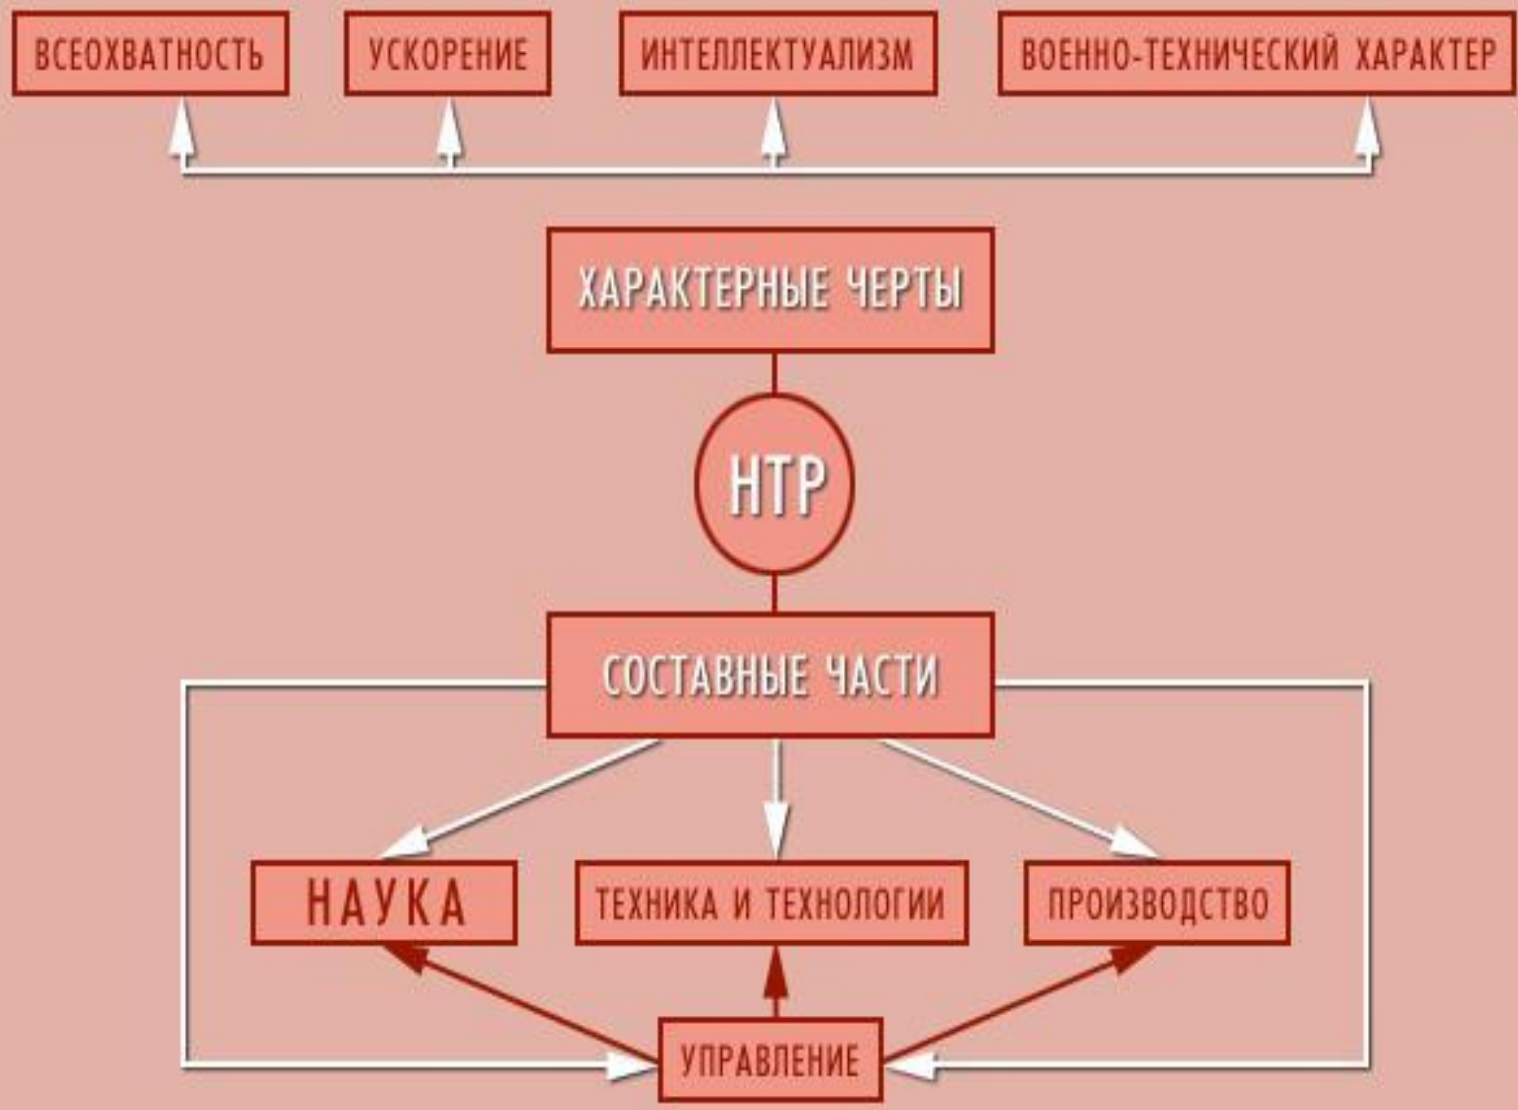 ВСЕОХВАТНОСТЬ
УСКОРЕНИЕ
ИНТЕЛЛЕКТУАЛИЗМ
ВОЕННО-ТЕХНИЧЕСКИЙ ХАРАКТЕР
ХАРАКТЕРНЫЕ ЧЕРТЫ
НТР
СОСТАВНЫЕ ЧАСТИ
НАУКА
ТЕХНИКА И ТЕХНОЛОГИИ
ПРОИЗВОДСТВО
УПРАВЛЕНИЕ